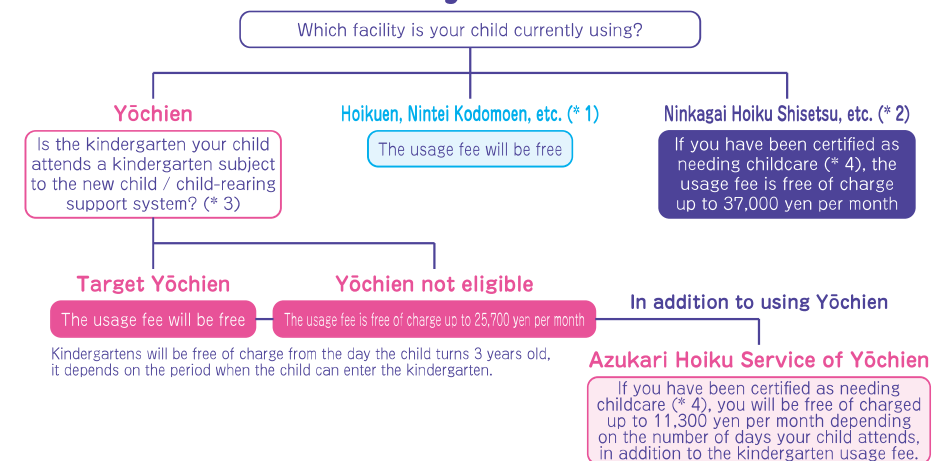 Which facility is your child currently using?
Yōchien
Is the kindergarten your child
attends a kindergarten subject
to the new child / child-rearing
support system? (* 3)
Hoikuen, Nintei Kodomoen, etc. (* 1)
The usage fee will be free
Ninkagai Hoiku Shisetsu, etc. (* 2)
If you have been certified as
needing childcare (* 4), the
usage fee is free of charge
up to 37,000 yen per month
Target Yōchien
The usage fee will be free
Yōchien not eligible
The usage fee is free of charge up to 25,700 yen per month
Kindergartens will be free of charge from the day the child turns 3 years old,
it depends on the period when the child can enter the kindergarten.
In addition to using Yōchien
Azukari Hoiku Service of Yōchien
If you have been certified as needing
childcare (* 4), you will be free of charged
up to 11,300 yen per month depending
on the number of days your child attends,
in addition to the kindergarten usage fee.